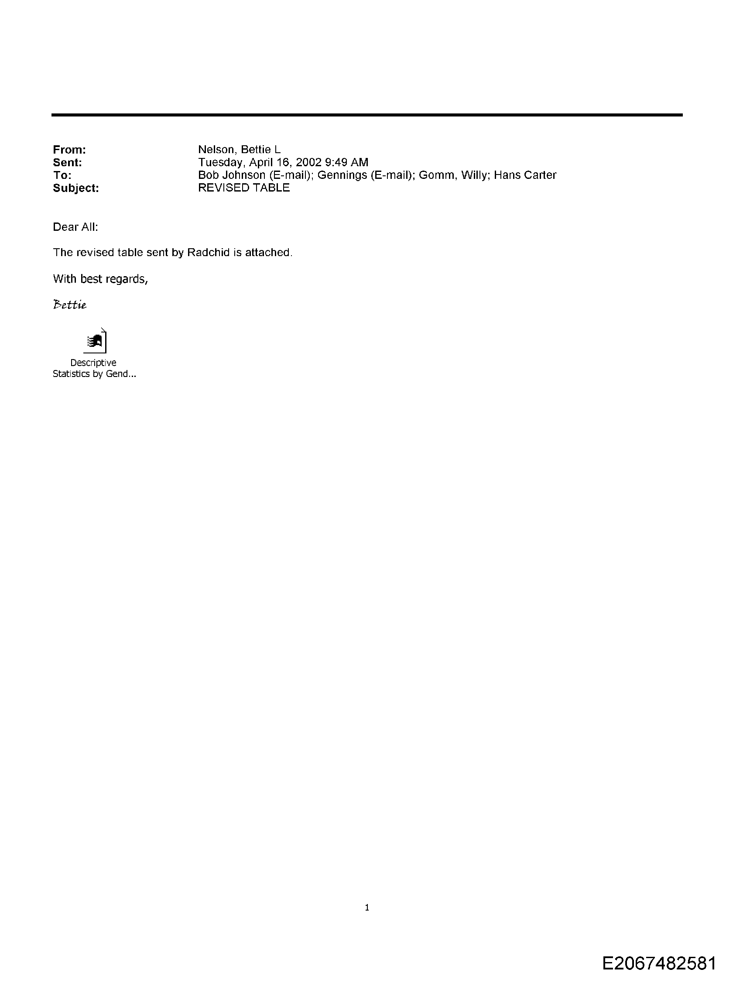 From: Nelson, Bettie L
Sent: Tuesday, April 16, 2002 9:49 AM
To: Bob Johnson (E-mail); Gennings (E-mail); Gomm, Willy; Hans Carter
Subject: REVISED TABLE
Dear All:
The revised table sent by Radchid is attached.
With best regards,
Bettie
Descriptive
Statistics by Gend...
1
E2067482581